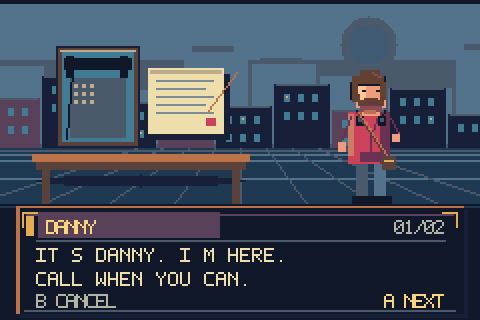 DANNY 01/02
IT S DANNY. I M HERE.
CALL WHEN YOU CAN.
B CANCEL A NEXT